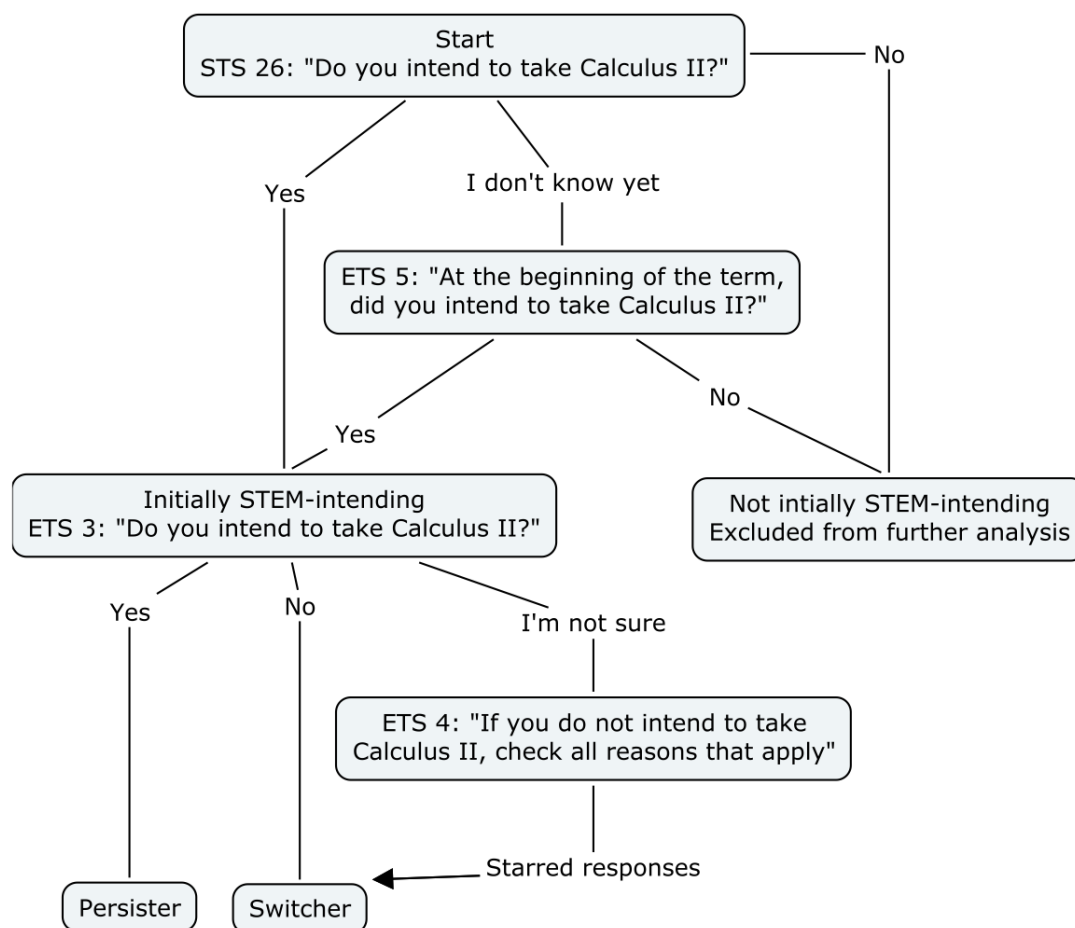 Start
STS 26: "Do you intend to take Calculus II?"
No
Yes
I don't know yet
ETS 5: "At the beginning of the term,
did you intend to take Calculus II?"
No
Yes
Initially STEM-intending
ETS 3: "Do you intend to take Calculus II?"
Not intially STEM-intending
Excluded from further analysis
Yes
No
I'm not sure
ETS 4: "If you do not intend to take
Calculus II, check all reasons that apply"
Starred responses
Persister
Switcher